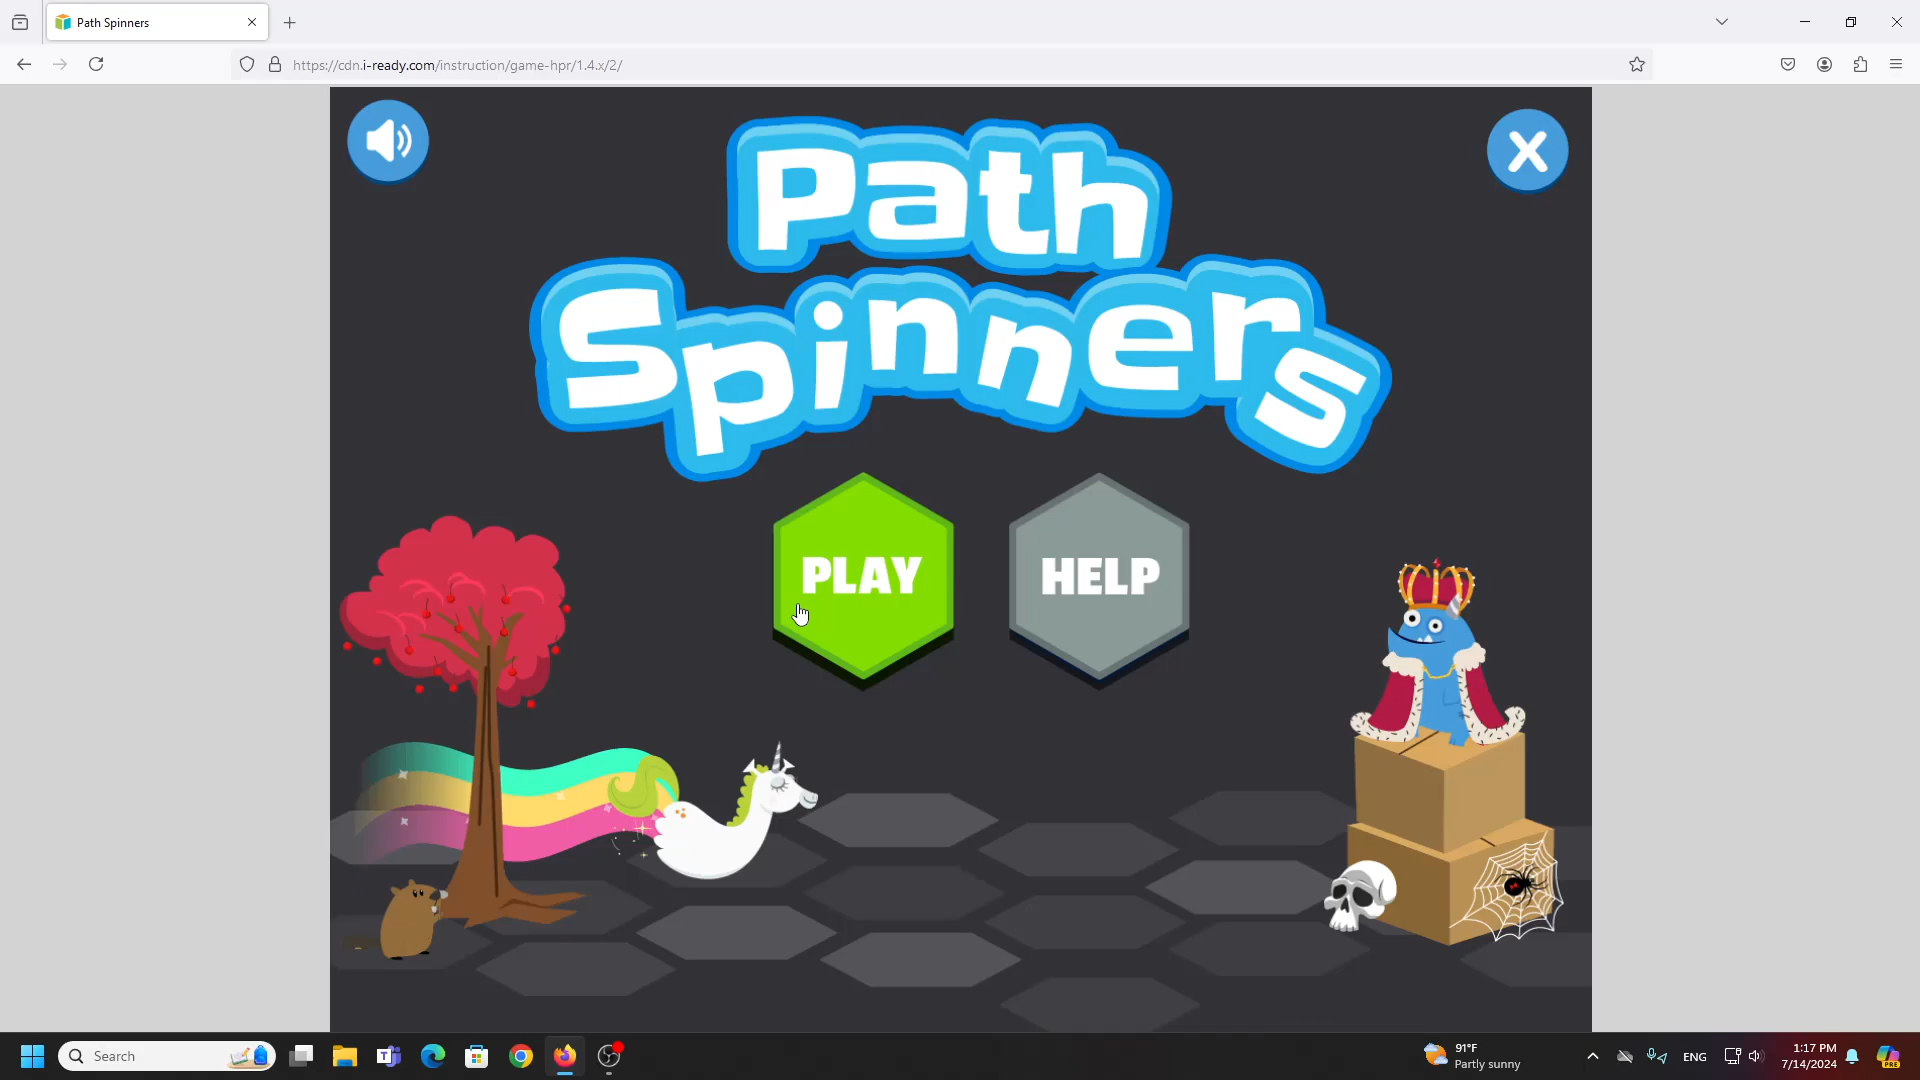 Path Spinners
https://cdn.i-ready.com/instruction/game-hpr/1.4.x/2/
Path
Spinners
PLAY
HELP
Search
91°F
Partly sunny
ENG
1:17 PM
7/14/2024
PRE